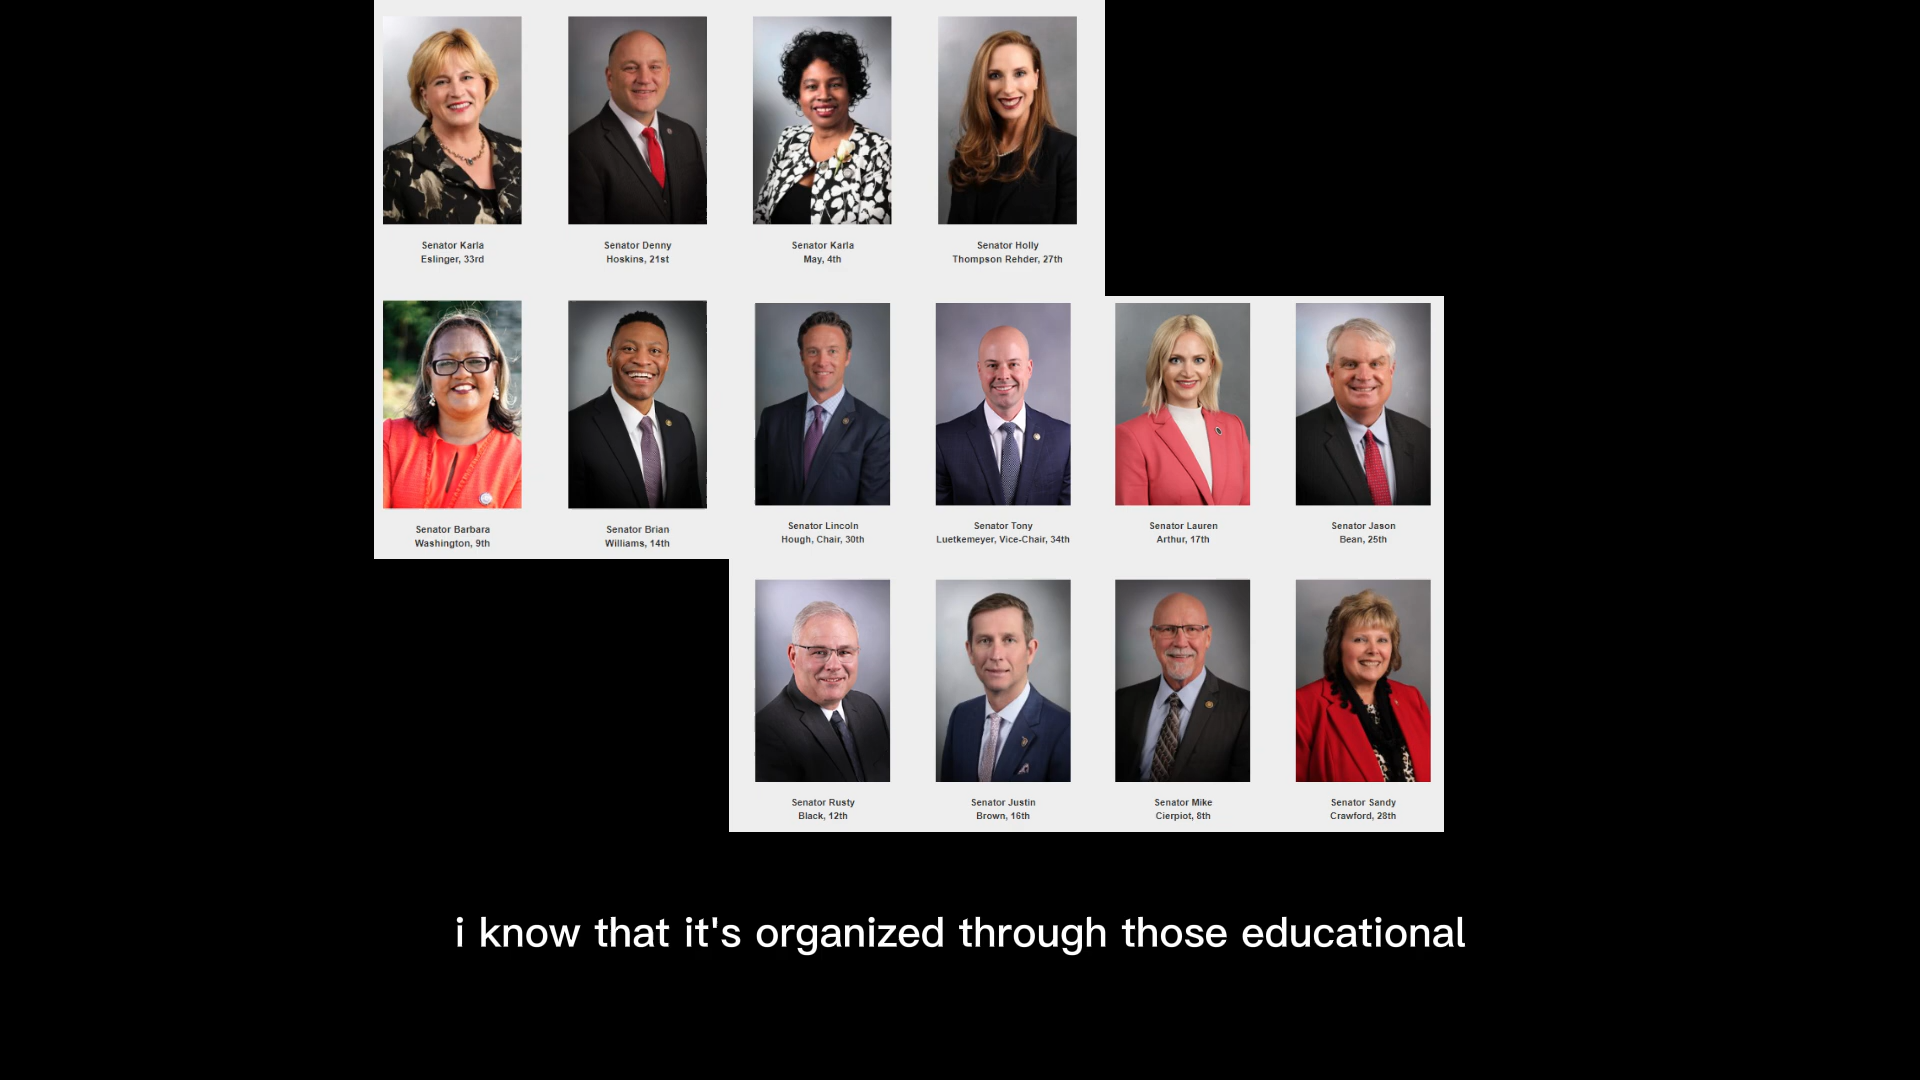 Senator Karla
Eslinger, 33rd
Senator Denny
Hoskins, 21st
Senator Karla
May, 4th
Senator Holly
Thompson Rehder, 27th
Senator Barbara
Washington, 9th
Senator Brian
Williams, 14th
Senator Lincoln
Hough, Chair, 30th
Senator Tony
Luetkemeyer, Vice-Chair, 34th
Senator Lauren
Arthur, 17th
Senator Jason
Bean, 25th
Senator Rusty
Black, 12th
Senator Justin
Brown, 16th
Senator Mike
Cierpiot, 8th
Senator Sandy
Crawford, 28th
i know that it's organized through those educational